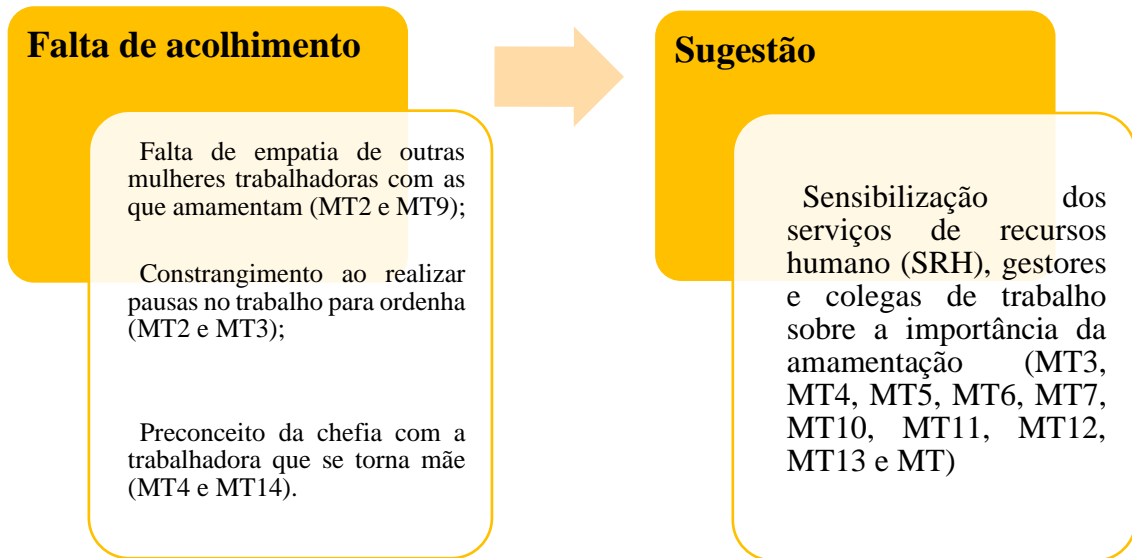 Falta de acolhimento
Falta de empatia de outras
mulheres trabalhadoras com as
que amamentam (MT2 e MT9);
Constrangimento ao realizar
pausas no trabalho para ordenha
(MT2 e MT3);
Preconceito da chefia com a
trabalhadora que se torna mãe
(MT4 e MT14).
Sugestão
Sensibilização dos
serviços de recursos
humano (SRH), gestores
e colegas de trabalho
sobre a importância da
amamentação (MT3,
MT4, MT5, MT6, MT7,
MT10, MT11, MT12,
MT13 e MT)